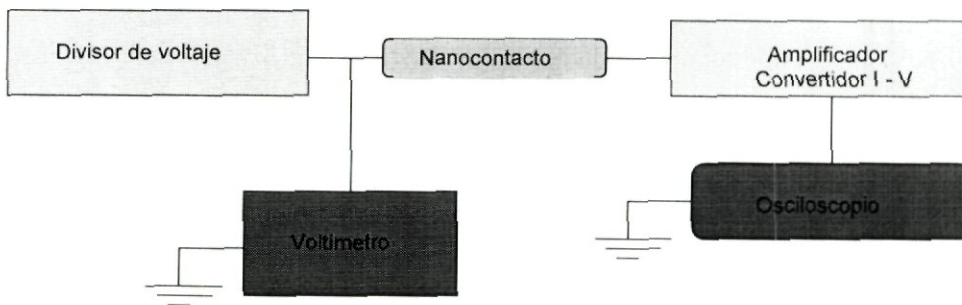 Divisor de voltaje
Nanocontacto
Amplificador
Convertidor I - V
Voltimetro
Osciloscopio